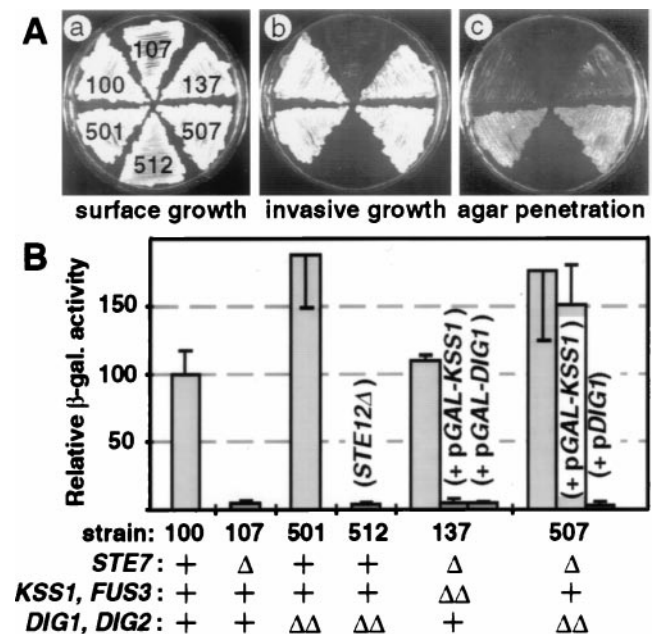 A
a
b
c
107
100
137
501
507
512
surface growth
invasive growth
agar penetration
B
Relative β-gal. activity
150
100
50
(STE12Δ)
(+ pGAL-KSS1)
(+ pGAL-DIG1)
(+ pGAL-KSS1)
(+ pDIG1)
strain: 100 107 501 512 137 507
STE7 : + Δ + + Δ Δ
KSS1, FUS3 : + + + + ΔΔ +
DIG1, DIG2 : + + ΔΔ ΔΔ + ΔΔ